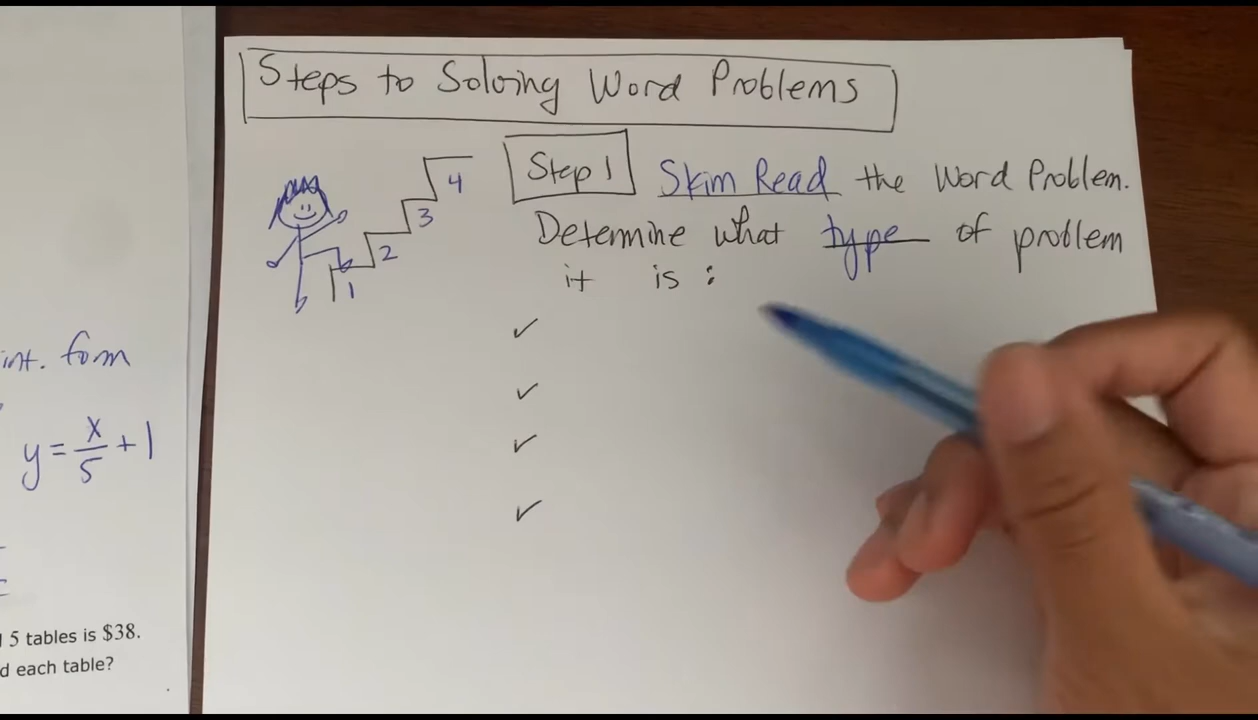 Steps to Solving Word Problems
Step 1 Skim Read the Word Problem.
Determine what type of problem
it is :
1
2
3
4
int. form
y = x/5 + 1
5 tables is $38.
each table?